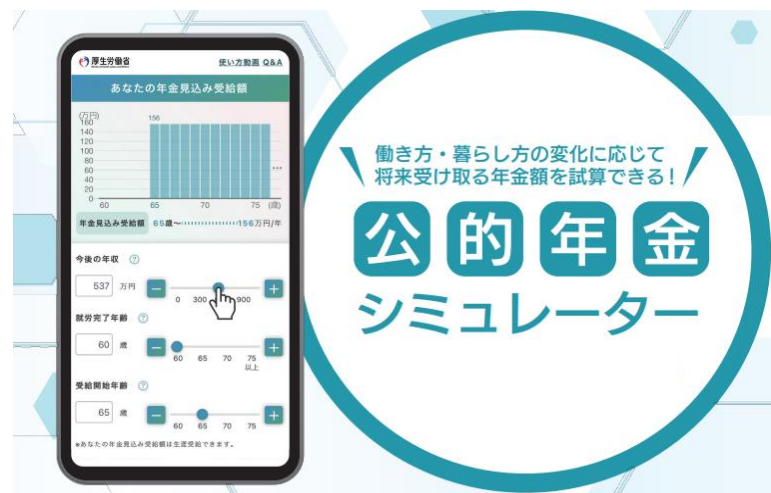 厚生労働省
使い方動画 Q&A
あなたの年金見込み受給額
(万円)
160
140
120
100
80
60
40
20
0
156
...
60 65 70 75 (歳)
年金見込み受給額 65歳~················156万円/年
今後の年収 ?
537 万円 − +
0 300 900
就労完了年齢 ?
60 歳 − +
60 65 70 75
以上
受給開始年齢 ?
65 歳 − +
60 65 70 75
*あなたの年金見込み受給額は生涯受給できます。
働き方・暮らし方の変化に応じて
将来受け取る年金額を試算できる!
公的年金
シミュレーター